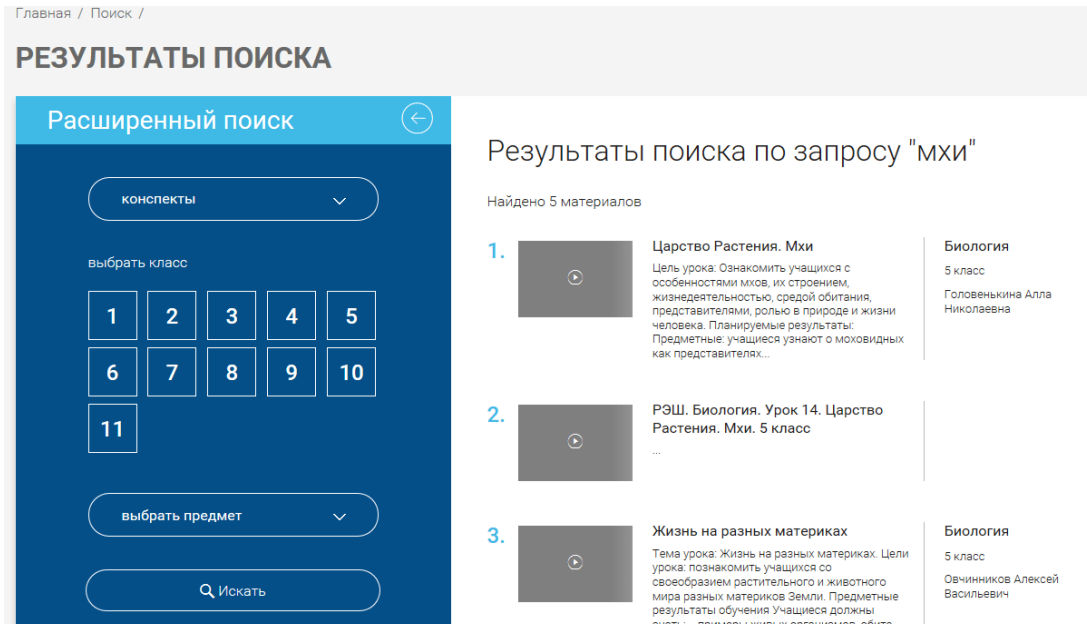 Главная / Поиск /
РЕЗУЛЬТАТЫ ПОИСКА
Расширенный поиск
конспекты
выбрать класс
1 2 3 4 5
6 7 8 9 10
11
выбрать предмет
Искать
Результаты поиска по запросу "мхи"
Найдено 5 материалов
1.
Царство Растения. Мхи
Цель урока: Ознакомить учащихся с
особенностями мхов, их строением,
жизнедеятельностью, средой обитания,
представителями, ролью в природе и жизни
человека. Планируемые результаты:
Предметные: учащиеся узнают о моховидных
как представителях...
Биология
5 класс
Головенькина Алла
Николаевна
2.
РЭШ. Биология. Урок 14. Царство
Растения. Мхи. 5 класс
...
3.
Жизнь на разных материках
Тема урока: Жизнь на разных материках. Цели
урока: познакомить учащихся со
своеобразием растительного и животного
мира разных материков Земли. Предметные
результаты обучения Учащиеся должны
Биология
5 класс
Овчинников Алексей
Васильевич